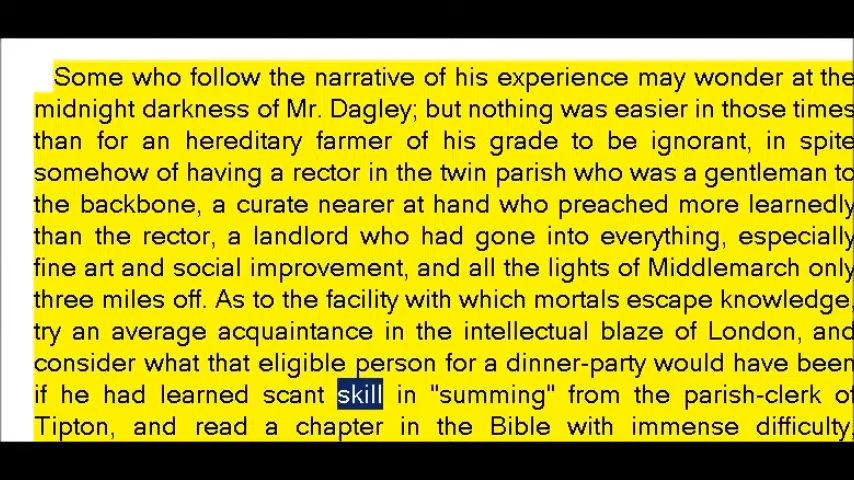 Some who follow the narrative of his experience may wonder at the
midnight darkness of Mr. Dagley; but nothing was easier in those times
than for an hereditary farmer of his grade to be ignorant, in spite
somehow of having a rector in the twin parish who was a gentleman to
the backbone, a curate nearer at hand who preached more learnedly
than the rector, a landlord who had gone into everything, especially
fine art and social improvement, and all the lights of Middlemarch only
three miles off. As to the facility with which mortals escape knowledge,
try an average acquaintance in the intellectual blaze of London, and
consider what that eligible person for a dinner-party would have been
if he had learned scant skill in "summing" from the parish-clerk of
Tipton, and read a chapter in the Bible with immense difficulty,